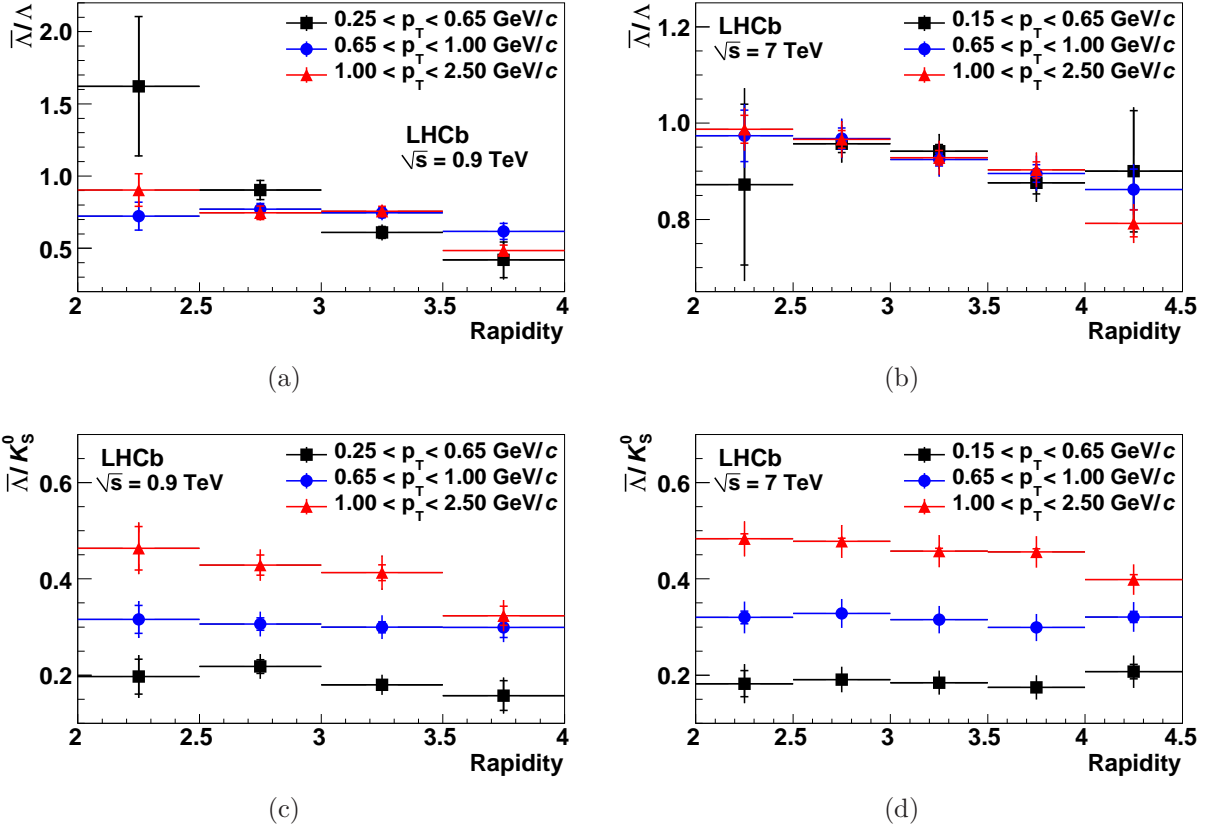 Λ̅/Λ
2.0
1.5
1.0
0.5
0.25 < p_T < 0.65 GeV/c
0.65 < p_T < 1.00 GeV/c
1.00 < p_T < 2.50 GeV/c
LHCb
√s = 0.9 TeV
2 2.5 3 3.5 4
Rapidity
(a)
Λ̅/Λ
1.2
1.0
0.8
LHCb
√s = 7 TeV
0.15 < p_T < 0.65 GeV/c
0.65 < p_T < 1.00 GeV/c
1.00 < p_T < 2.50 GeV/c
2 2.5 3 3.5 4 4.5
Rapidity
(b)
Λ̅/K_S^0
0.6
0.4
0.2
LHCb
√s = 0.9 TeV
0.25 < p_T < 0.65 GeV/c
0.65 < p_T < 1.00 GeV/c
1.00 < p_T < 2.50 GeV/c
2 2.5 3 3.5 4
Rapidity
(c)
Λ̅/K_S^0
0.6
0.4
0.2
LHCb
√s = 7 TeV
0.15 < p_T < 0.65 GeV/c
0.65 < p_T < 1.00 GeV/c
1.00 < p_T < 2.50 GeV/c
2 2.5 3 3.5 4 4.5
Rapidity
(d)